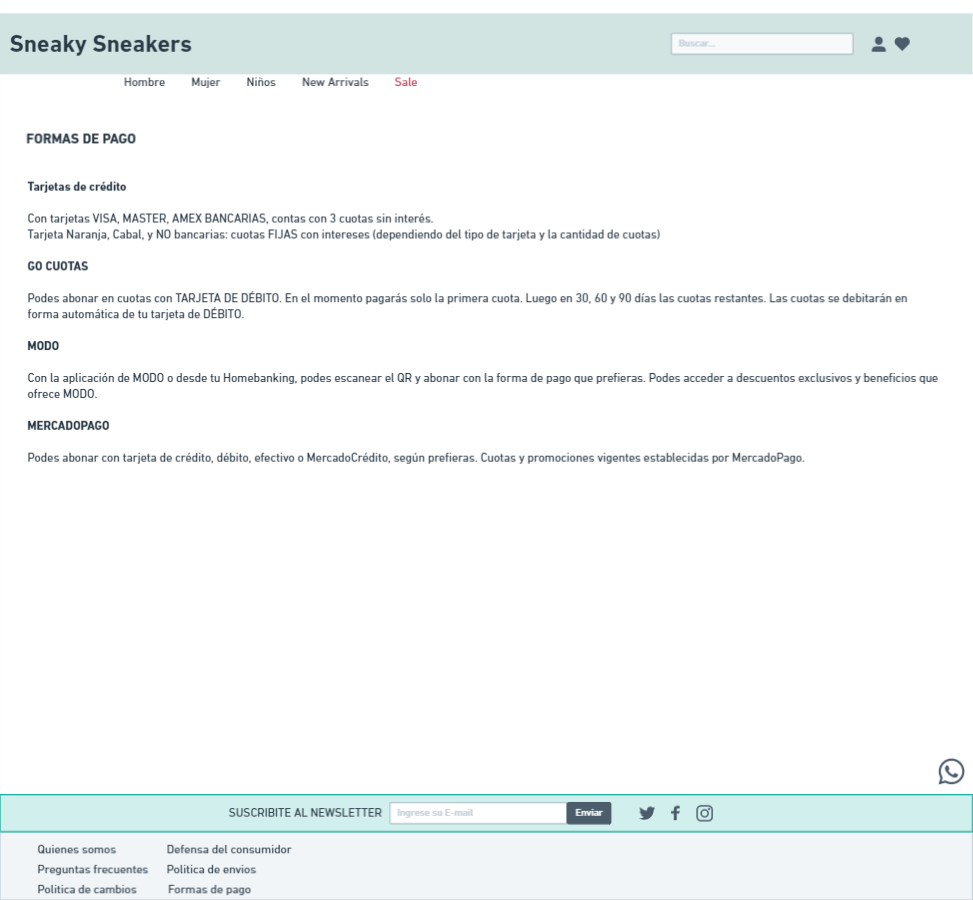 Sneaky Sneakers
Buscar...
Hombre Mujer Niños New Arrivals Sale
FORMAS DE PAGO
Tarjetas de crédito
Con tarjetas VISA, MASTER, AMEX BANCARIAS, contas con 3 cuotas sin interés.
Tarjeta Naranja, Cabal, y NO bancarias: cuotas FIJAS con intereses (dependiendo del tipo de tarjeta y la cantidad de cuotas)
GO CUOTAS
Podes abonar en cuotas con TARJETA DE DÉBITO. En el momento pagarás solo la primera cuota. Luego en 30, 60 y 90 días las cuotas restantes. Las cuotas se debitarán en
forma automática de tu tarjeta de DÉBITO.
MODO
Con la aplicación de MODO o desde tu Homebanking, podes escanear el QR y abonar con la forma de pago que prefieras. Podes acceder a descuentos exclusivos y beneficios que
ofrece MODO.
MERCADOPAGO
Podes abonar con tarjeta de crédito, débito, efectivo o MercadoCrédito, según prefieras. Cuotas y promociones vigentes establecidas por MercadoPago.
SUSCRIBITE AL NEWSLETTER Ingrese su E-mail Enviar
Quienes somos Defensa del consumidor
Preguntas frecuentes Politica de envios
Politica de cambios Formas de pago